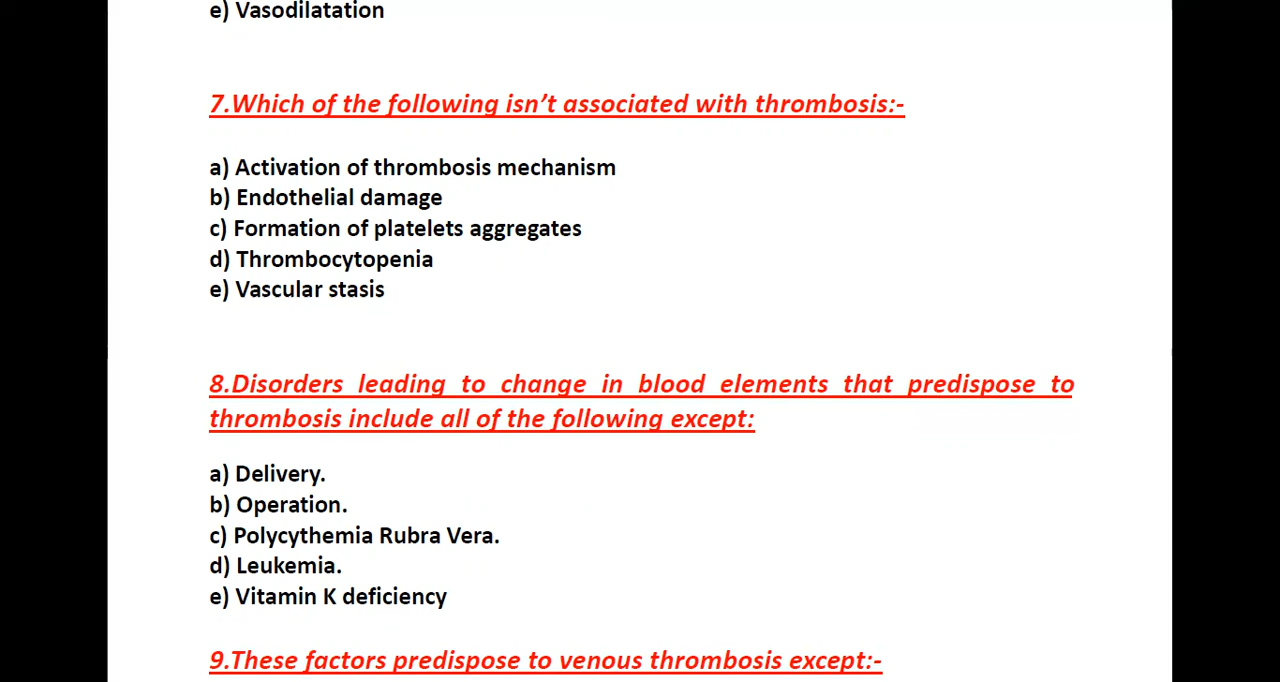 e) Vasodilatation
7.Which of the following isn’t associated with thrombosis:-
a) Activation of thrombosis mechanism
b) Endothelial damage
c) Formation of platelets aggregates
d) Thrombocytopenia
e) Vascular stasis
8.Disorders leading to change in blood elements that predispose to
thrombosis include all of the following except:
a) Delivery.
b) Operation.
c) Polycythemia Rubra Vera.
d) Leukemia.
e) Vitamin K deficiency
9.These factors predispose to venous thrombosis except:-